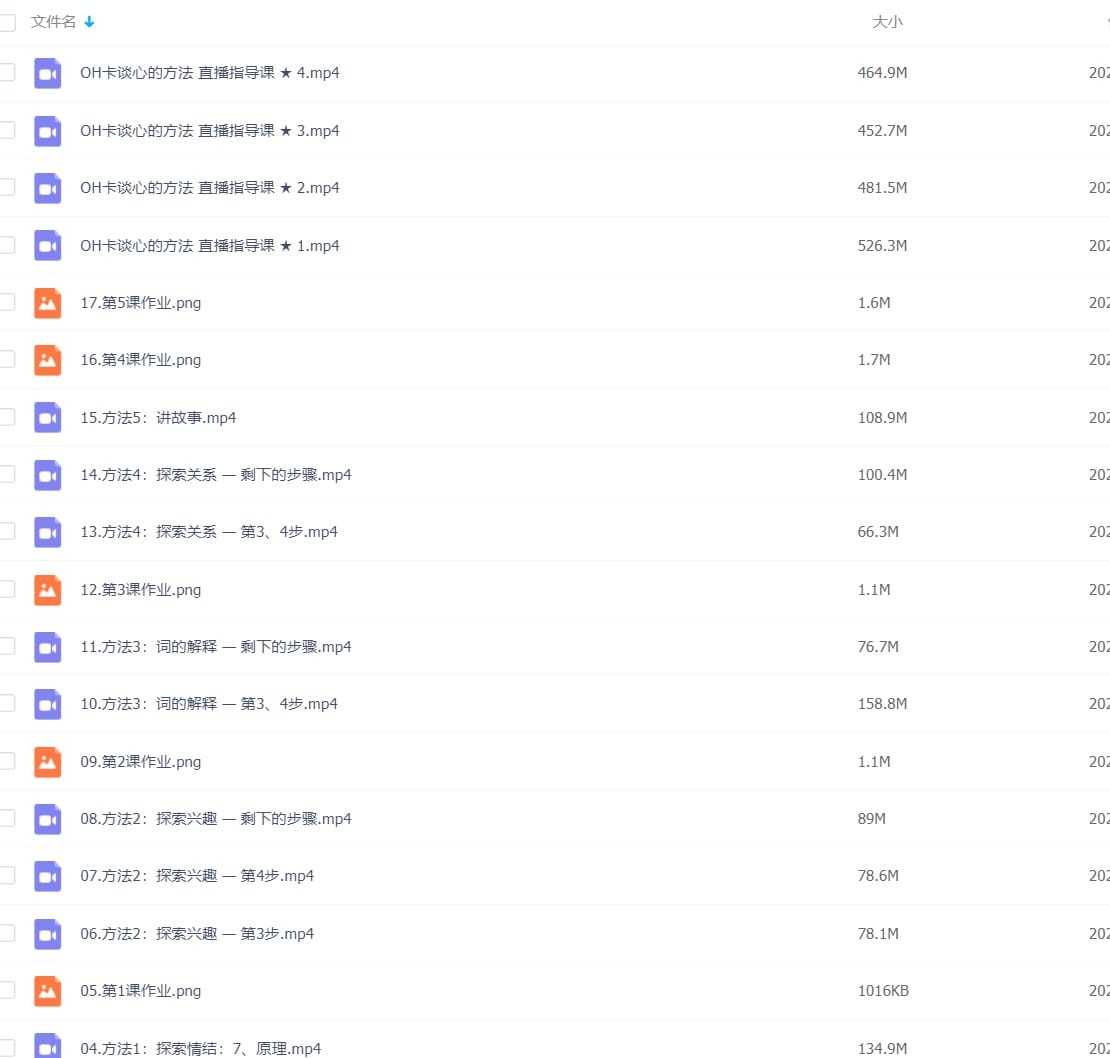 文件名 大小
OH卡谈心的方法 直播指导课 ★ 4.mp4 464.9M 202
OH卡谈心的方法 直播指导课 ★ 3.mp4 452.7M 202
OH卡谈心的方法 直播指导课 ★ 2.mp4 481.5M 202
OH卡谈心的方法 直播指导课 ★ 1.mp4 526.3M 202
17.第5课作业.png 1.6M 202
16.第4课作业.png 1.7M 202
15.方法5：讲故事.mp4 108.9M 202
14.方法4：探索关系 — 剩下的步骤.mp4 100.4M 202
13.方法4：探索关系 — 第3、4步.mp4 66.3M 202
12.第3课作业.png 1.1M 202
11.方法3：词的解释 — 剩下的步骤.mp4 76.7M 202
10.方法3：词的解释 — 第3、4步.mp4 158.8M 202
09.第2课作业.png 1.1M 202
08.方法2：探索兴趣 — 剩下的步骤.mp4 89M 202
07.方法2：探索兴趣 — 第4步.mp4 78.6M 202
06.方法2：探索兴趣 — 第3步.mp4 78.1M 202
05.第1课作业.png 1016KB 202
04.方法1：探索情结：7、原理.mp4 134.9M 202